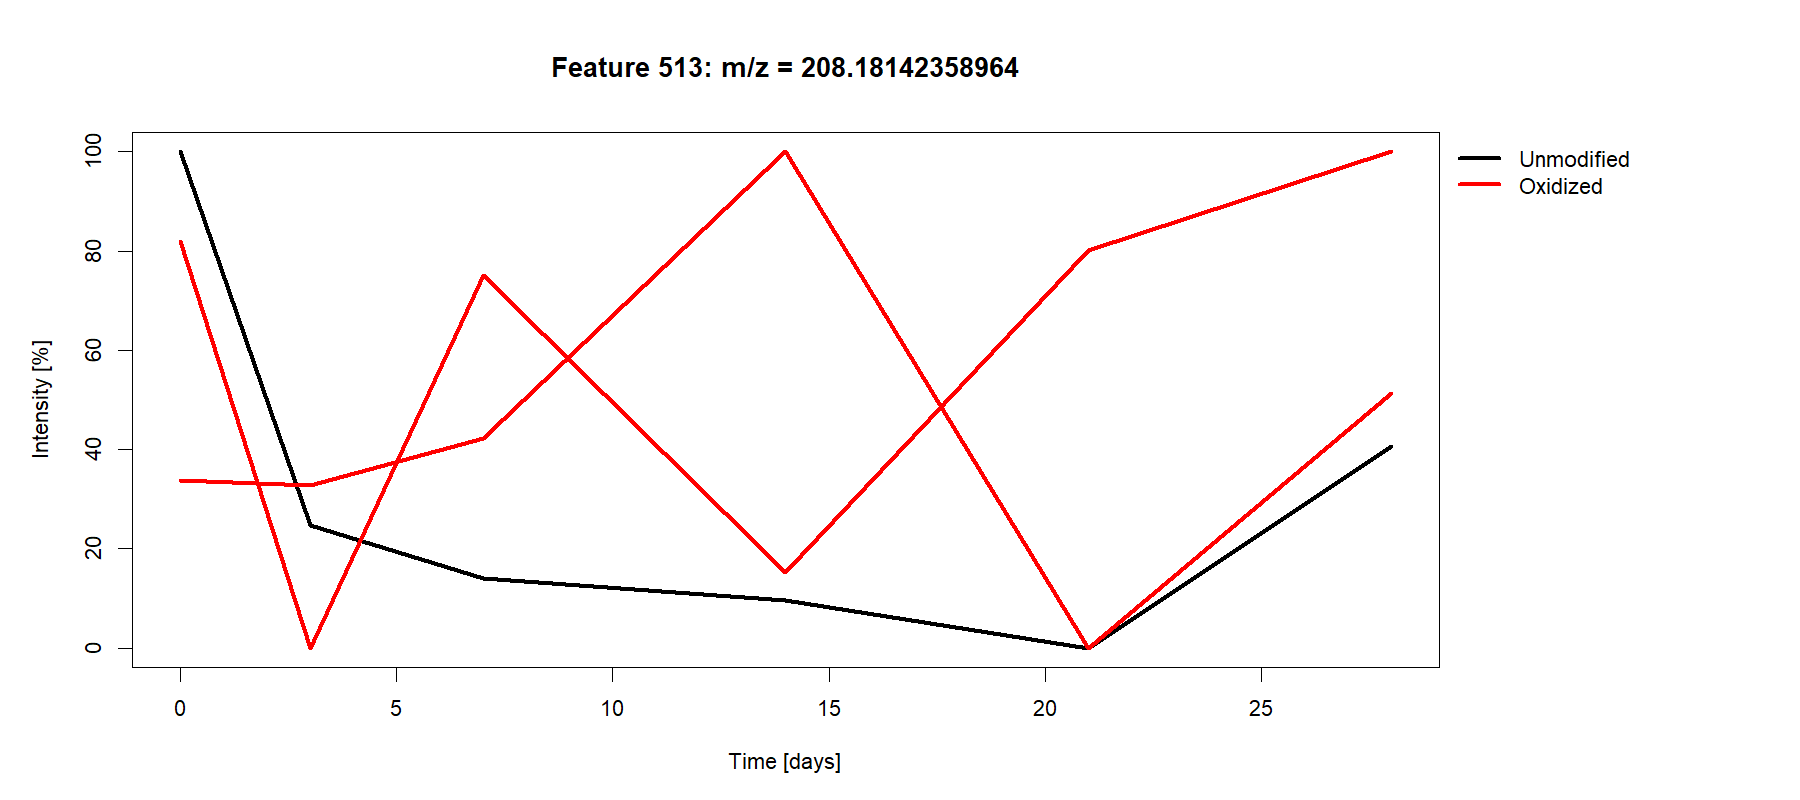 Feature 513: m/z = 208.18142358964
Unmodified
Oxidized
Intensity [%]
100
80
60
40
20
0
0 5 10 15 20 25
Time [days]